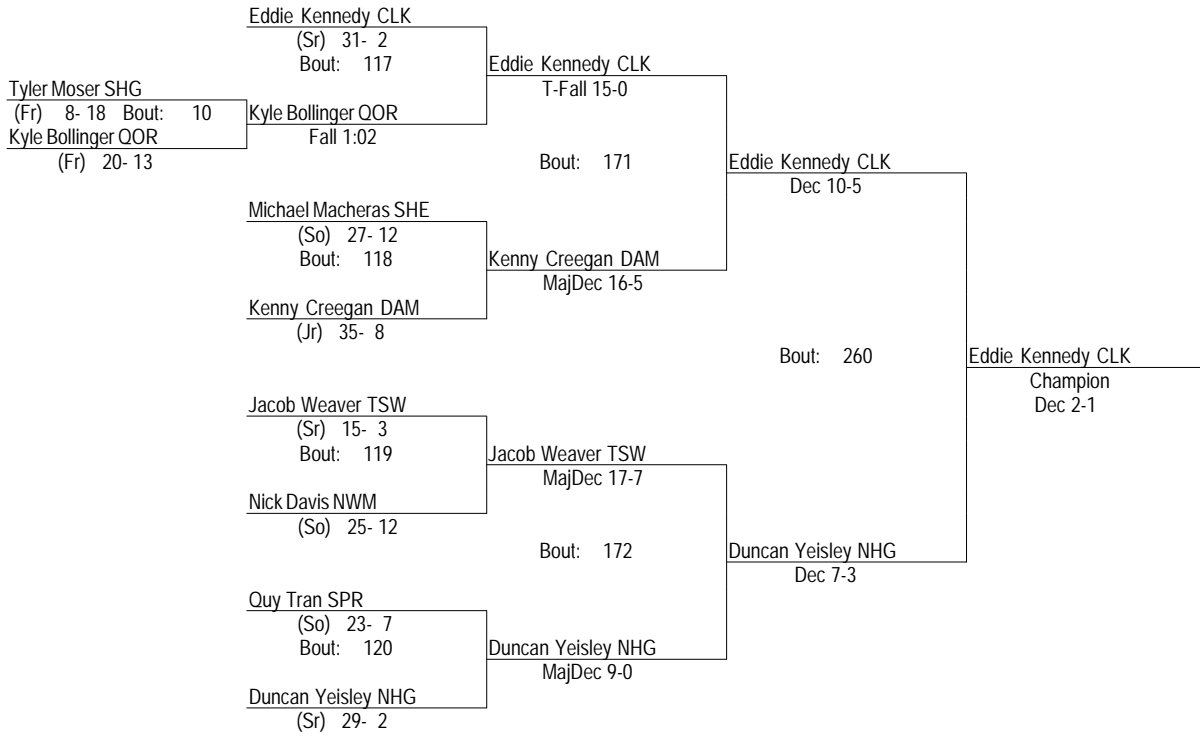 Eddie Kennedy CLK
(Sr) 31- 2
Bout: 117
Eddie Kennedy CLK
T-Fall 15-0
Tyler Moser SHG
(Fr) 8- 18 Bout: 10
Kyle Bollinger QOR
Fall 1:02
Kyle Bollinger QOR
(Fr) 20- 13
Bout: 171
Eddie Kennedy CLK
Dec 10-5
Michael Macheras SHE
(So) 27- 12
Bout: 118
Kenny Creegan DAM
MajDec 16-5
Kenny Creegan DAM
(Jr) 35- 8
Bout: 260
Eddie Kennedy CLK
Champion
Dec 2-1
Jacob Weaver TSW
(Sr) 15- 3
Bout: 119
Jacob Weaver TSW
MajDec 17-7
Nick Davis NWM
(So) 25- 12
Bout: 172
Duncan Yeisley NHG
Dec 7-3
Quy Tran SPR
(So) 23- 7
Bout: 120
Duncan Yeisley NHG
MajDec 9-0
Duncan Yeisley NHG
(Sr) 29- 2